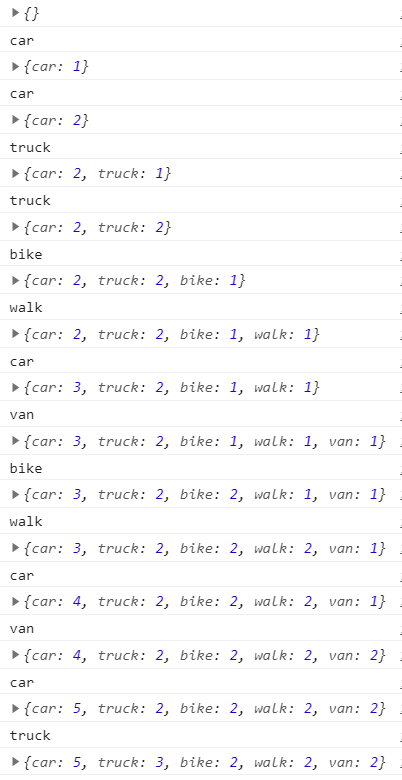 {}
car
{car: 1}
car
{car: 2}
truck
{car: 2, truck: 1}
truck
{car: 2, truck: 2}
bike
{car: 2, truck: 2, bike: 1}
walk
{car: 2, truck: 2, bike: 1, walk: 1}
car
{car: 3, truck: 2, bike: 1, walk: 1}
van
{car: 3, truck: 2, bike: 1, walk: 1, van: 1}
bike
{car: 3, truck: 2, bike: 2, walk: 1, van: 1}
walk
{car: 3, truck: 2, bike: 2, walk: 2, van: 1}
car
{car: 4, truck: 2, bike: 2, walk: 2, van: 1}
van
{car: 4, truck: 2, bike: 2, walk: 2, van: 2}
car
{car: 5, truck: 2, bike: 2, walk: 2, van: 2}
truck
{car: 5, truck: 3, bike: 2, walk: 2, van: 2}